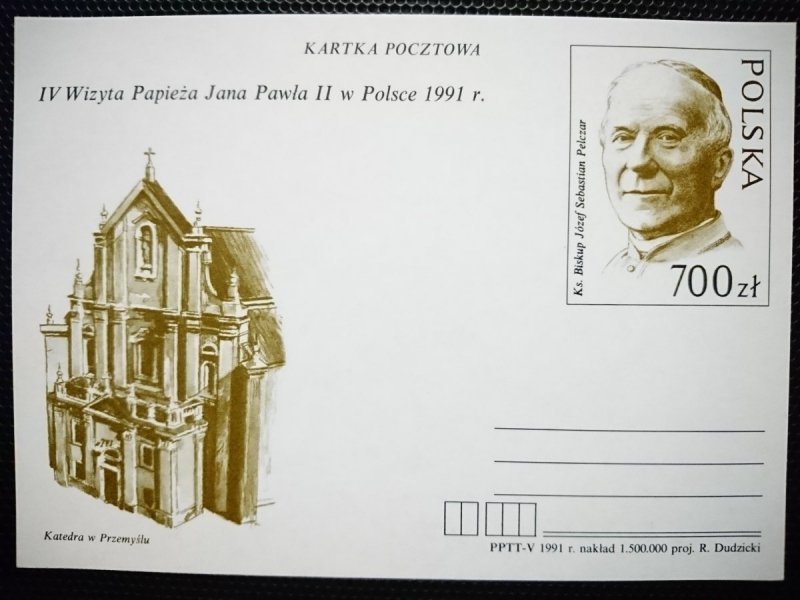 KARTKA POCZTOWA
IV Wizyta Papieża Jana Pawła II w Polsce 1991 r.
Ks. Biskup Józef Sebastian Pelczar
POLSKA
700 zł
Katedra w Przemyślu
PPTT-V 1991 r. nakład 1.500.000 proj. R. Dudzicki